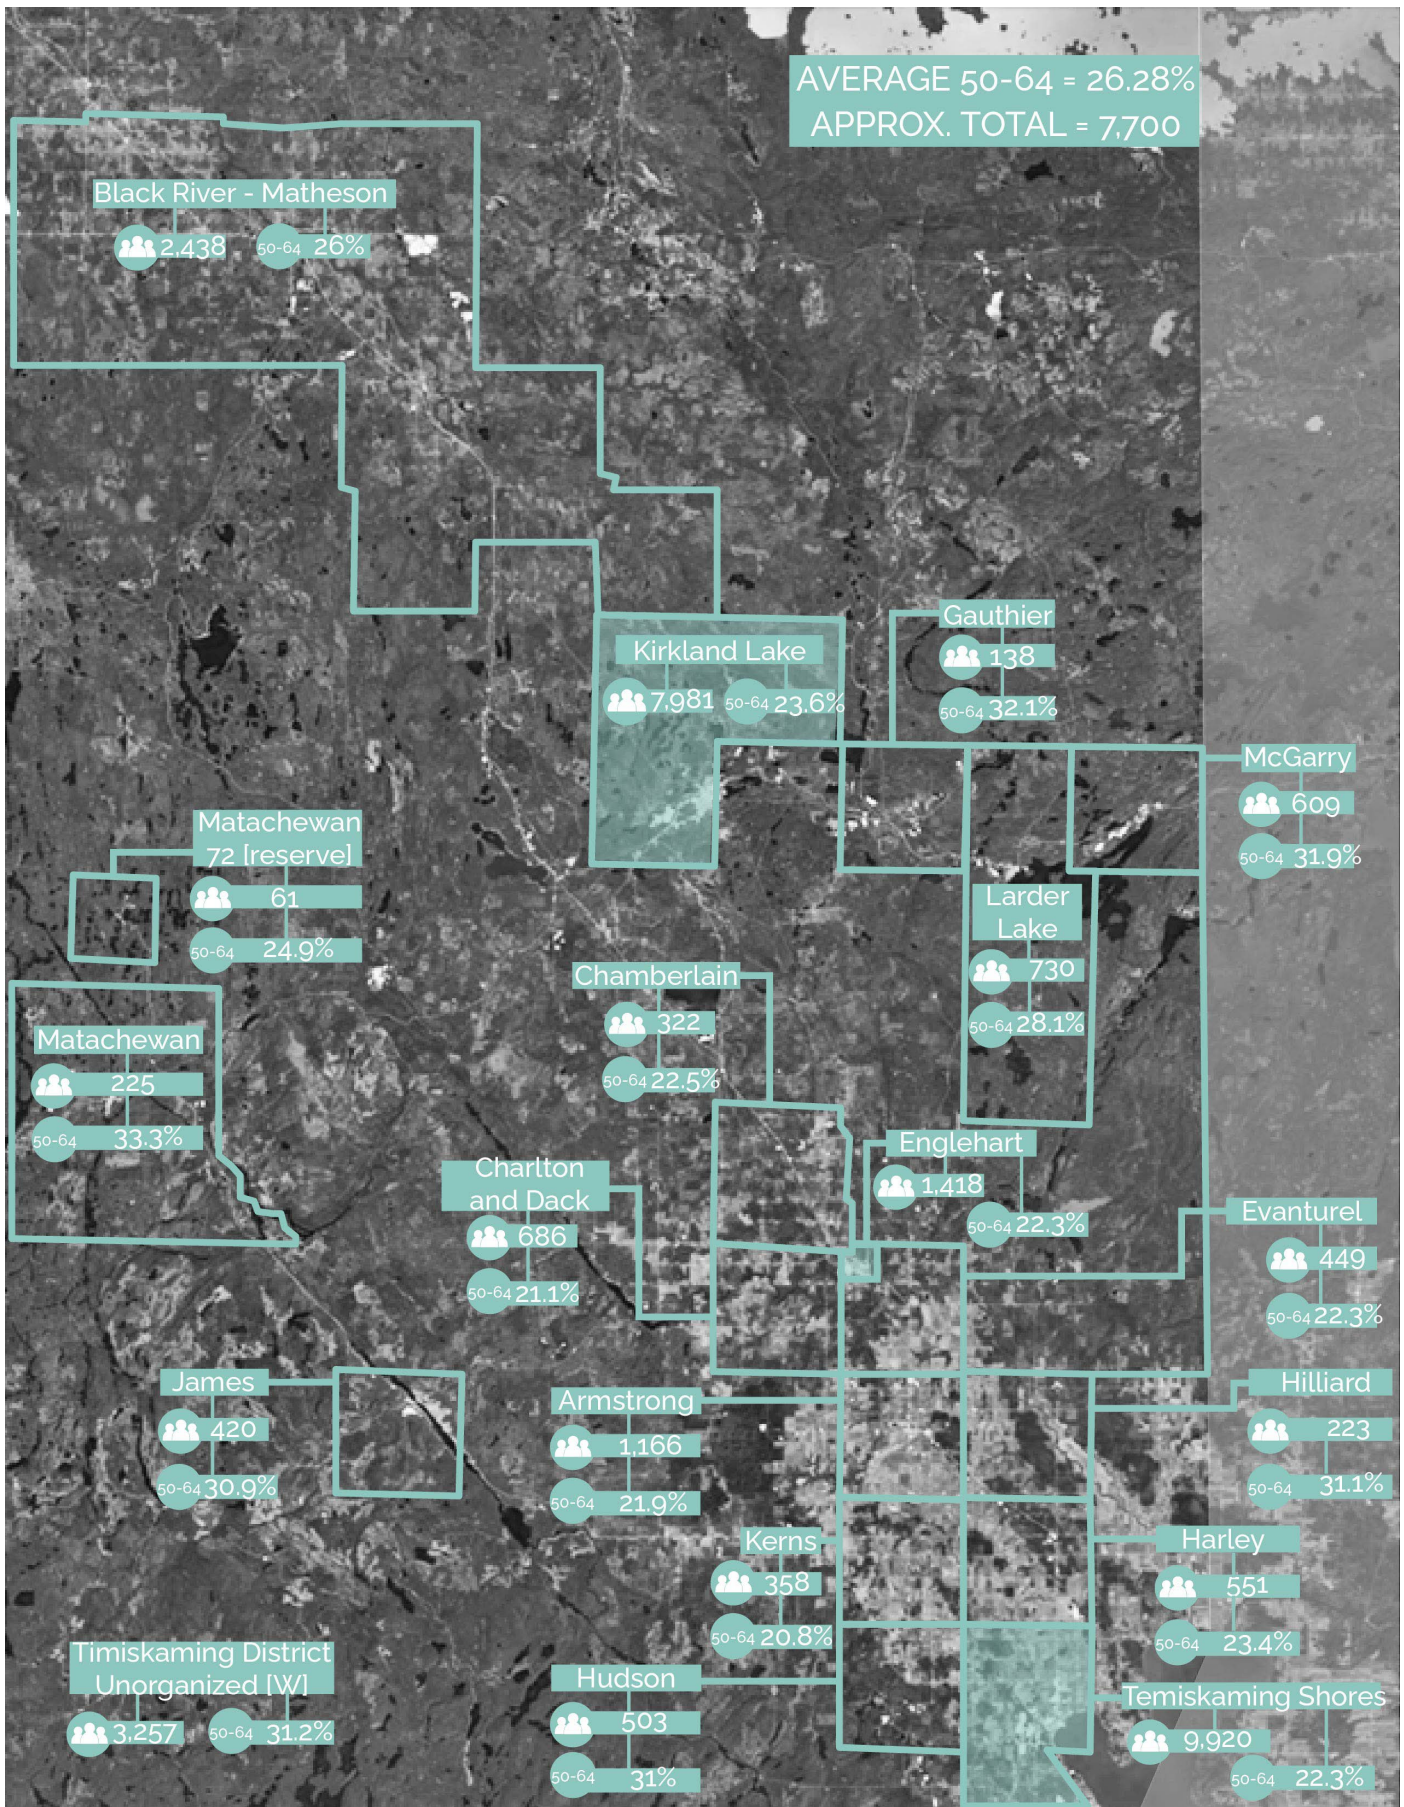 AVERAGE 50-64 = 26.28%
APPROX. TOTAL = 7,700
Black River - Matheson
2,438
50-64 26%
Kirkland Lake
7,981
50-64 23.6%
Gauthier
138
50-64 32.1%
McGarry
609
50-64 31.9%
Matachewan
72 [reserve]
61
50-64 24.9%
Larder
Lake
730
50-64 28.1%
Chamberlain
322
50-64 22.5%
Matachewan
225
50-64 33.3%
Englehart
1,418
50-64 22.3%
Charlton
and Dack
686
50-64 21.1%
Evanturel
449
50-64 22.3%
James
420
50-64 30.9%
Armstrong
1,166
50-64 21.9%
Hilliard
223
50-64 31.1%
Kerns
358
50-64 20.8%
Harley
551
50-64 23.4%
Timiskaming District
Unorganized [W]
3,257
50-64 31.2%
Hudson
503
50-64 31%
Temiskaming Shores
9,920
50-64 22.3%